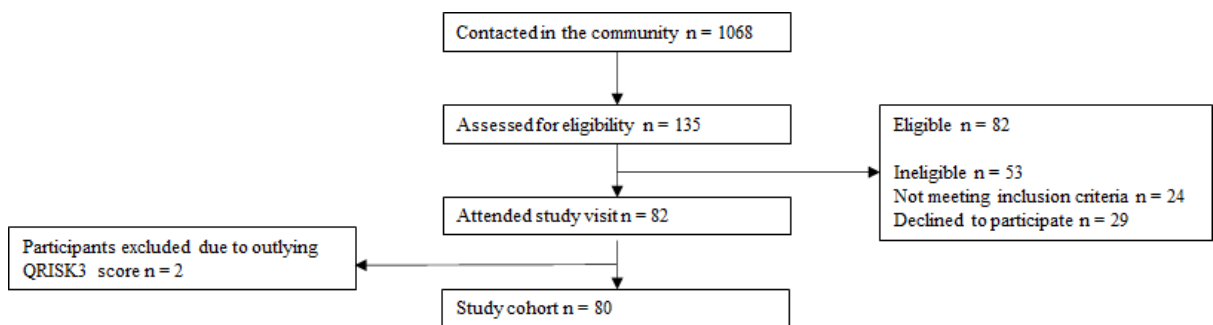 Contacted in the community n = 1068
Assessed for eligibility n = 135
Eligible n = 82
Ineligible n = 53
Not meeting inclusion criteria n = 24
Declined to participate n = 29
Attended study visit n = 82
Participants excluded due to outlying
QRISK3 score n = 2
Study cohort n = 80